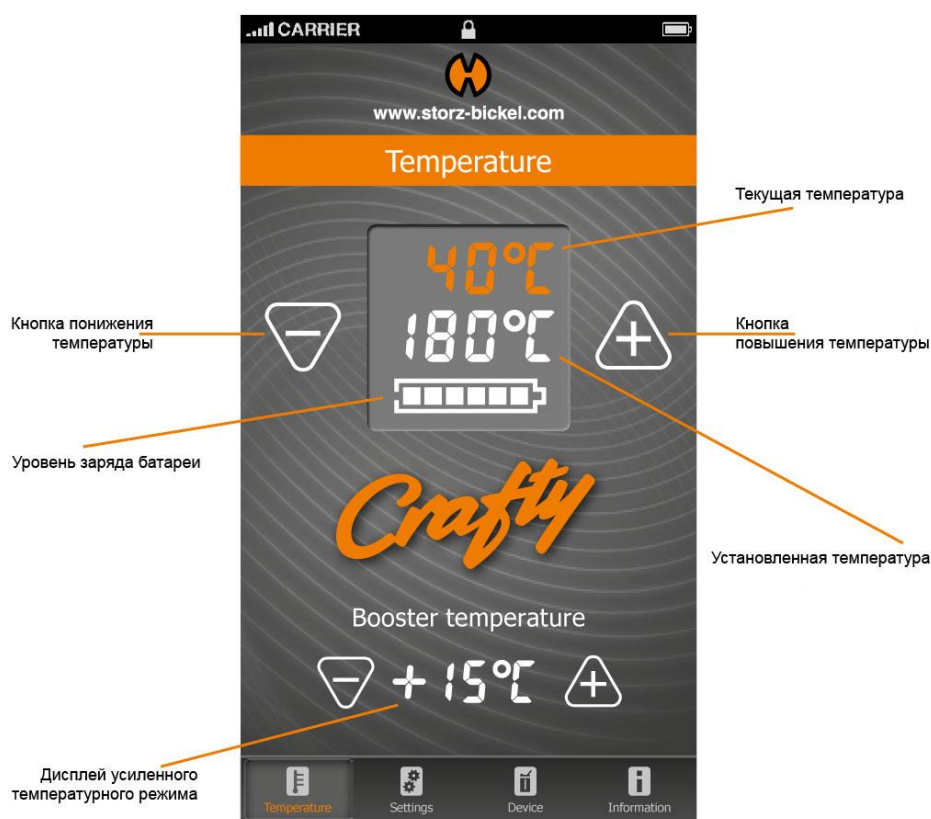 CARRIER
www.storz-bickel.com
Temperature
Текущая температура
40°C
Кнопка понижения
температуры
180°C
Кнопка
повышения температуры
Уровень заряда батареи
Crafty
Установленная температура
Booster temperature
+15°C
Дисплей усиленного
температурного режима
Temperature
Settings
Device
Information